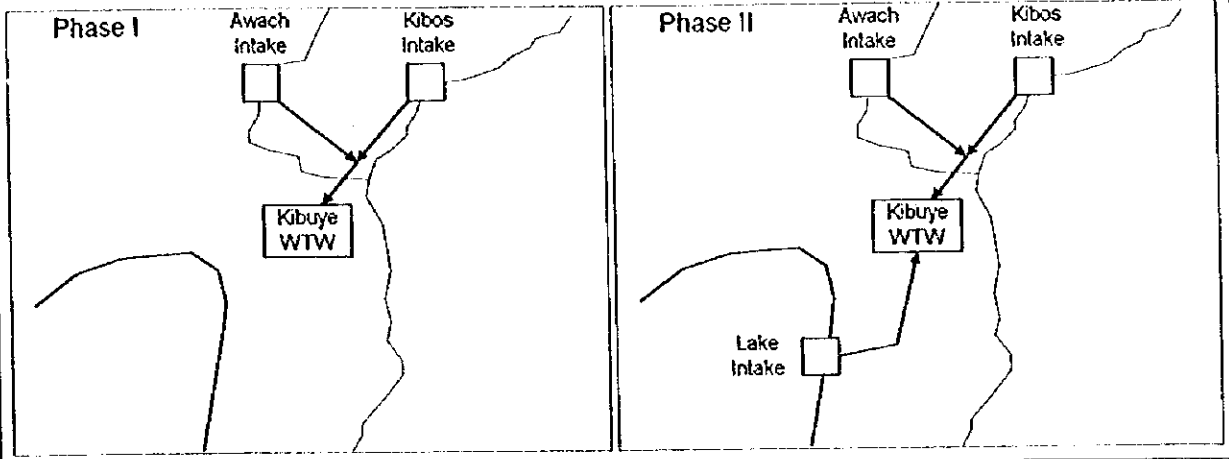 Phase I
Awach
Intake
Kibos
Intake
Kibuye
WTW
Phase II
Awach
Intake
Kibos
Intake
Kibuye
WTW
Lake
Intake